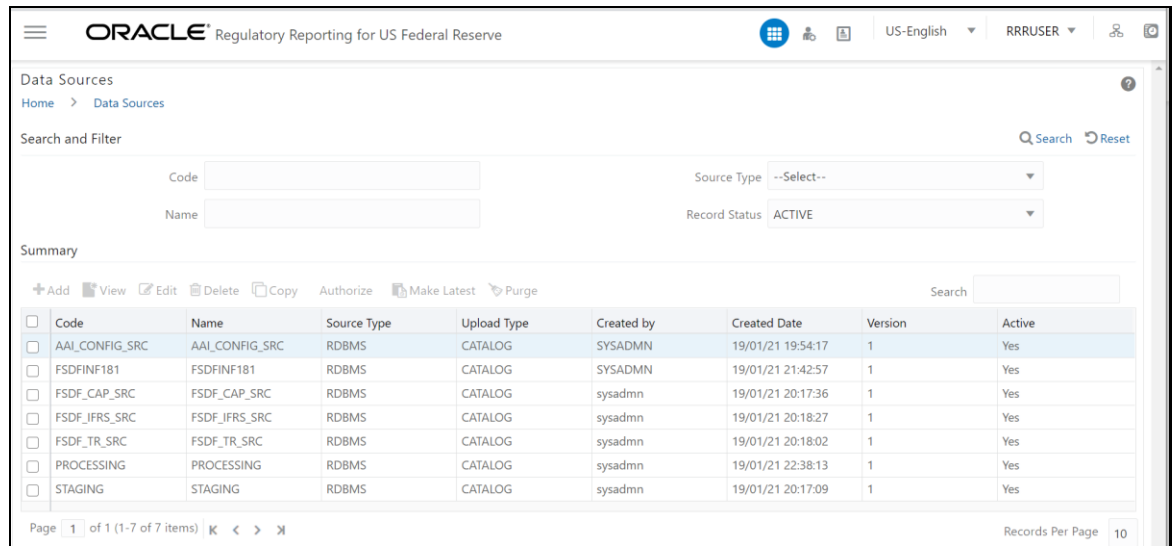 ORACLE® Regulatory Reporting for US Federal Reserve US-English RRRUSER
Data Sources
Home > Data Sources
Search and Filter Search Reset
Code Source Type --Select--
Name Record Status ACTIVE
Summary
Add View Edit Delete Copy Authorize Make Latest Purge Search
Code Name Source Type Upload Type Created by Created Date Version Active
AAI_CONFIG_SRC AAI_CONFIG_SRC RDBMS CATALOG SYSADMN 19/01/21 19:54:17 1 Yes
FSDFINF181 FSDFINF181 RDBMS CATALOG SYSADMN 19/01/21 21:42:57 1 Yes
FSDF_CAP_SRC FSDF_CAP_SRC RDBMS CATALOG sysadmn 19/01/21 20:17:36 1 Yes
FSDF_IFRS_SRC FSDF_IFRS_SRC RDBMS CATALOG sysadmn 19/01/21 20:18:27 1 Yes
FSDF_TR_SRC FSDF_TR_SRC RDBMS CATALOG sysadmn 19/01/21 20:18:02 1 Yes
PROCESSING PROCESSING RDBMS CATALOG sysadmn 19/01/21 22:38:13 1 Yes
STAGING STAGING RDBMS CATALOG sysadmn 19/01/21 20:17:09 1 Yes
Page 1 of 1 (1-7 of 7 items) Records Per Page 10